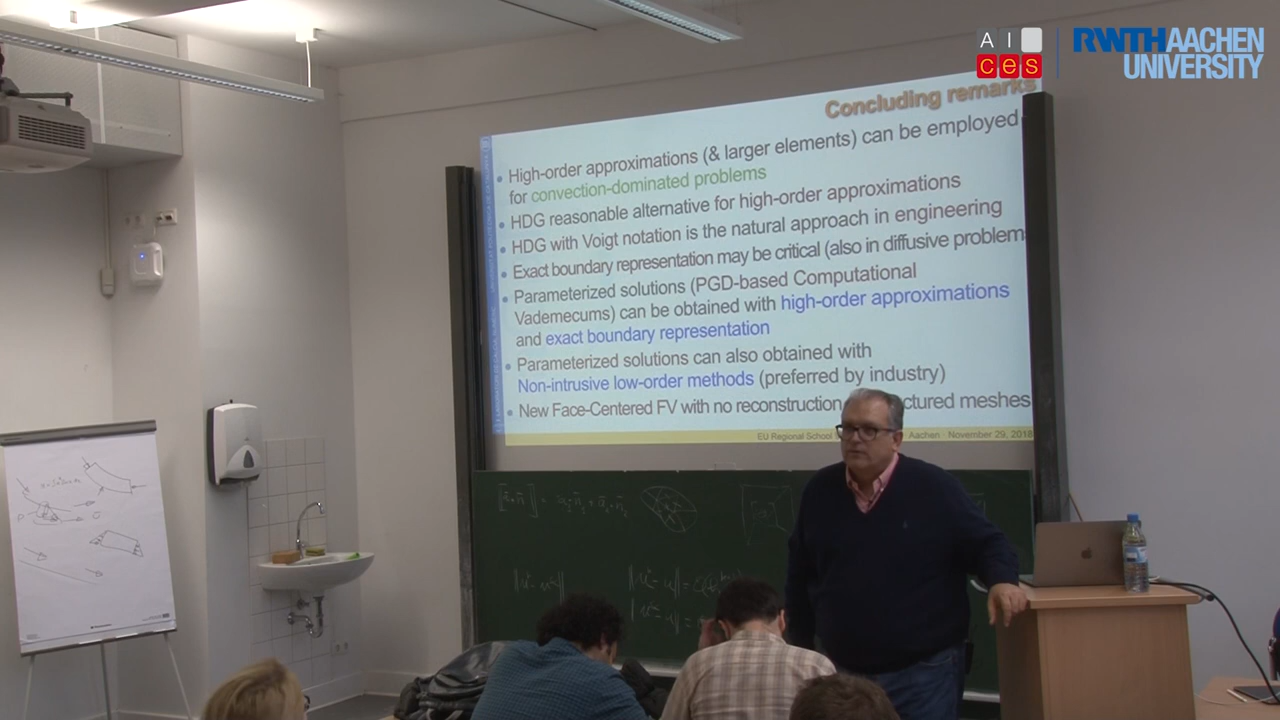 AICES
RWTHAACHEN
UNIVERSITY
Concluding remarks
• High-order approximations (& larger elements) can be employed
for convection-dominated problems
• HDG reasonable alternative for high-order approximations
• HDG with Voigt notation is the natural approach in engineering
• Exact boundary representation may be critical (also in diffusive problem
• Parameterized solutions (PGD-based Computational
Vademecums) can be obtained with high-order approximations
and exact boundary representation
• Parameterized solutions can also obtained with
Non-intrusive low-order methods (preferred by industry)
• New Face-Centered FV with no reconstruction meshes
EU Regional School Aachen - November 29, 2018